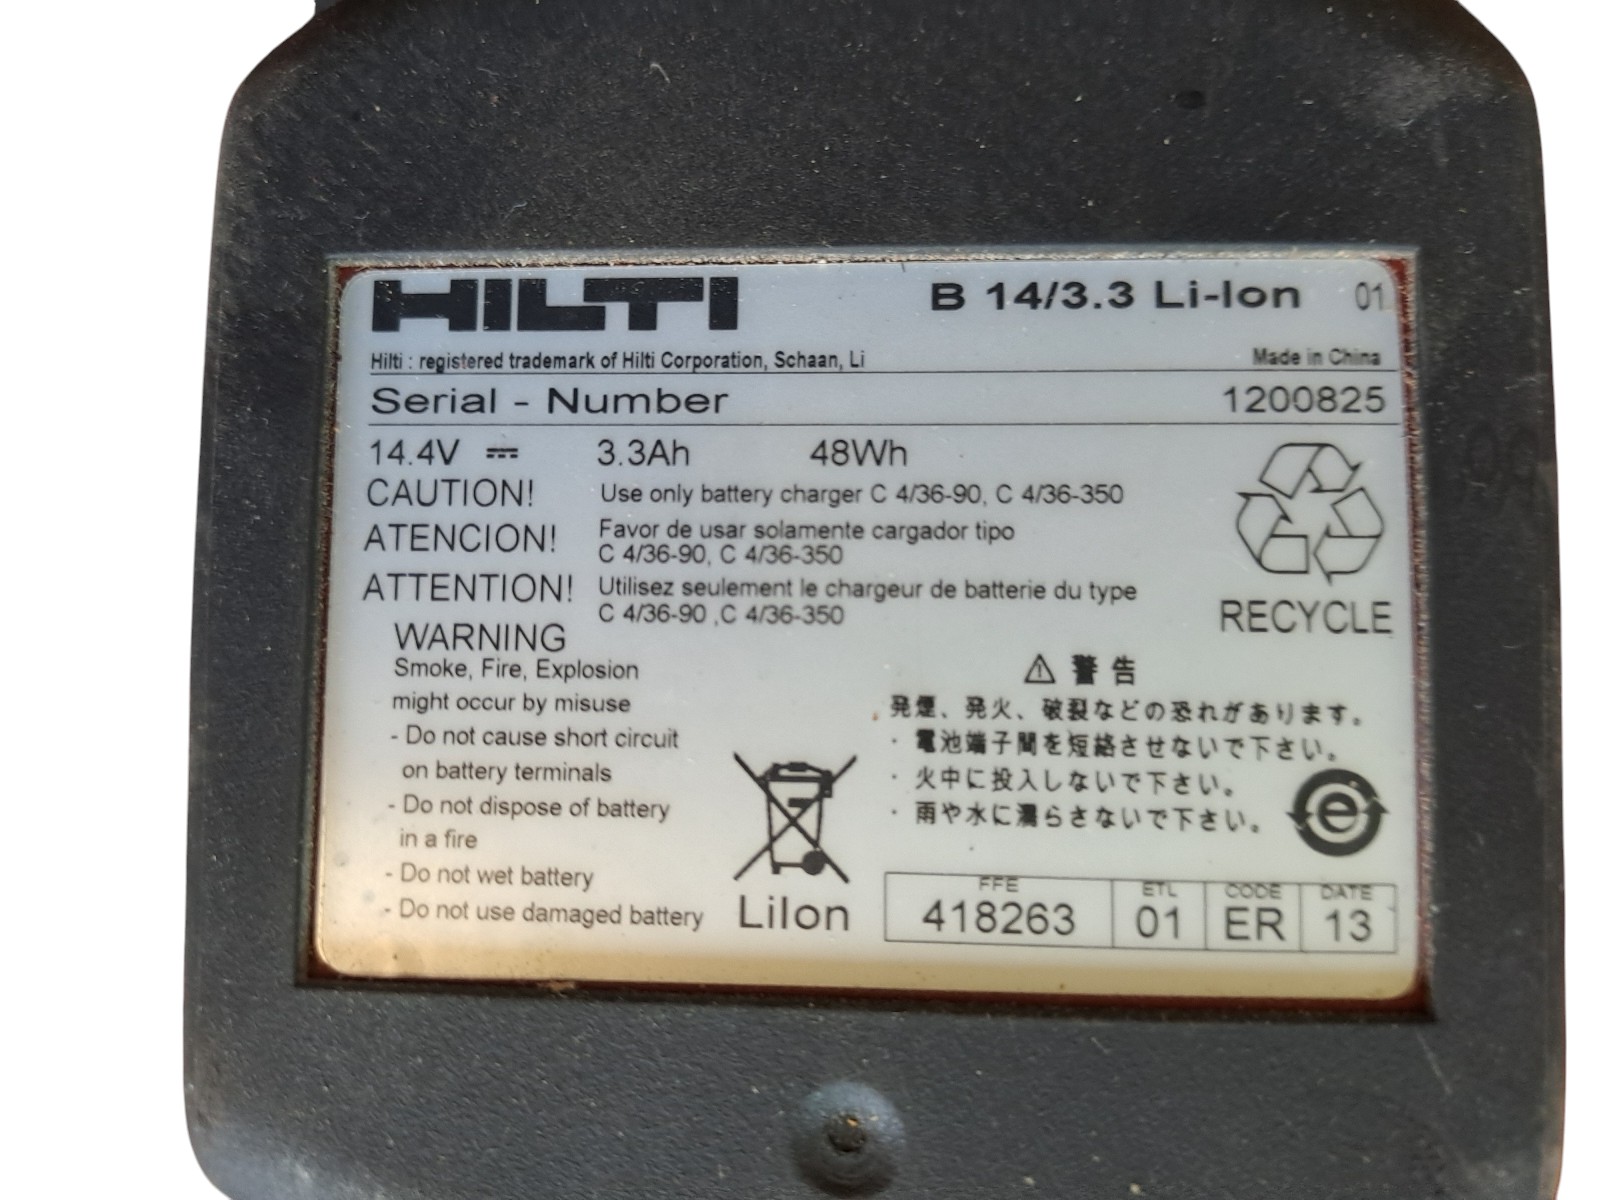 HILTI
B 14/3.3 Li-Ion 01
Hilti : registered trademark of Hilti Corporation, Schaan, Li
Made in China
Serial - Number 1200825
14.4V ⎓ 3.3Ah 48Wh
CAUTION! Use only battery charger C 4/36-90, C 4/36-350
ATENCION! Favor de usar solamente cargador tipo
C 4/36-90, C 4/36-350
ATTENTION! Utilisez seulement le chargeur de batterie du type
C 4/36-90 ,C 4/36-350
RECYCLE
WARNING
Smoke, Fire, Explosion
might occur by misuse
- Do not cause short circuit
on battery terminals
- Do not dispose of battery
in a fire
- Do not wet battery
- Do not use damaged battery
LiIon
⚠ 警告
発煙、発火、破裂などの恐れがあります。
・電池端子間を短絡させないで下さい。
・火中に投入しないで下さい。
・雨や水に濡らさないで下さい。
e
FFE ETL CODE DATE
418263 01 ER 13